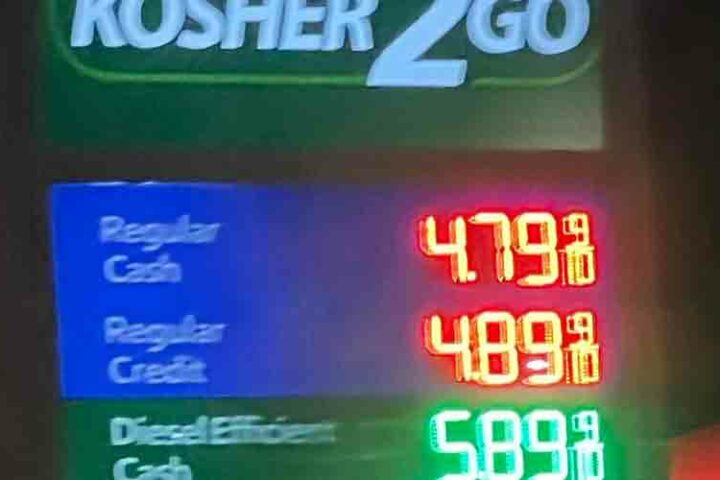 KOSHER 2GO
Regular
Cash
4.79 9/10
Regular
Credit
4.89 9/10
Diesel Efficient
Cash
5.89 9/10